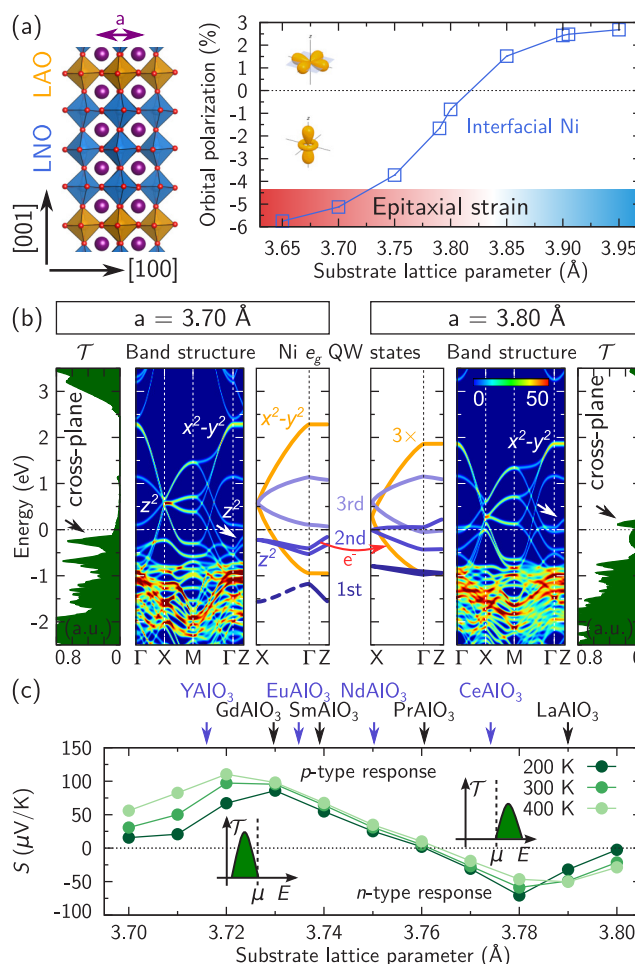 (a)
a
LAO
LNO
[001]
[100]
Orbital polarization (%)
3
2
1
0
-1
-2
-3
-4
-5
-6
Interfacial Ni
Epitaxial strain
3.65 3.70 3.75 3.80 3.85 3.90 3.95
Substrate lattice parameter (Å)
(b)
a = 3.70 Å
a = 3.80 Å
𝒯 Band structure Ni e_g QW states Band structure 𝒯
Energy (eV)
3
2
1
0
-1
-2
cross-plane
(a.u.)
0.8 0
x²-y²
z²
z²
Γ X M Γ Z
x²-y²
3rd
2nd
z²
e⁻
1st
X Γ Z
3×
X Γ Z
0 50
x²-y²
Γ X M Γ Z
cross-plane
(a.u.)
0.8 0
(c)
YAlO₃ EuAlO₃ NdAlO₃ CeAlO₃
GdAlO₃ SmAlO₃ PrAlO₃ LaAlO₃
S (μV/K)
150
100
50
0
-50
-100
p-type response
200 K
300 K
400 K
𝒯
μ E
𝒯
μ E
n-type response
3.70 3.72 3.74 3.76 3.78 3.80
Substrate lattice parameter (Å)